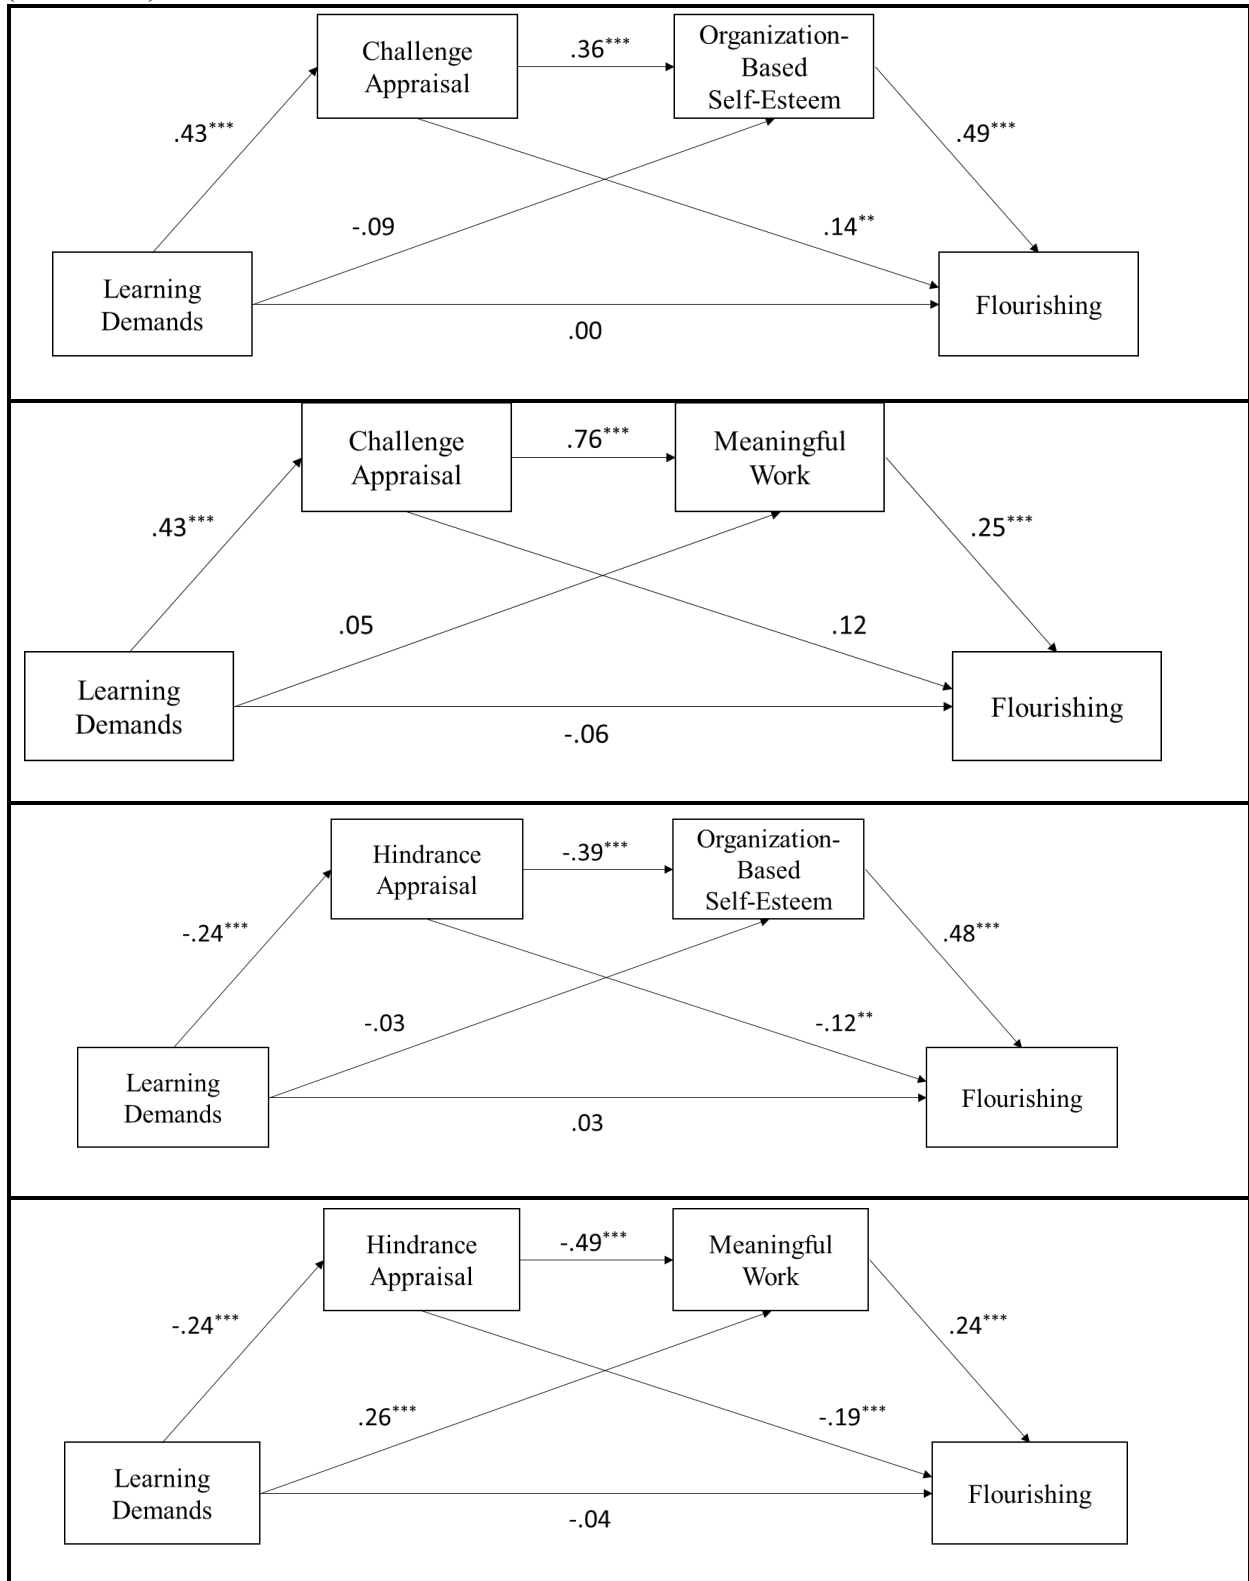 Challenge
Appraisal
.36***
Organization-
Based
Self-Esteem
.43***
.49***
-.09
.14**
Learning
Demands
Flourishing
.00
Challenge
Appraisal
.76***
Meaningful
Work
.43***
.25***
.05
.12
Learning
Demands
Flourishing
-.06
Hindrance
Appraisal
-.39***
Organization-
Based
Self-Esteem
-.24***
.48***
-.03
-.12**
Learning
Demands
Flourishing
.03
Hindrance
Appraisal
-.49***
Meaningful
Work
-.24***
.24***
.26***
-.19***
Learning
Demands
Flourishing
-.04